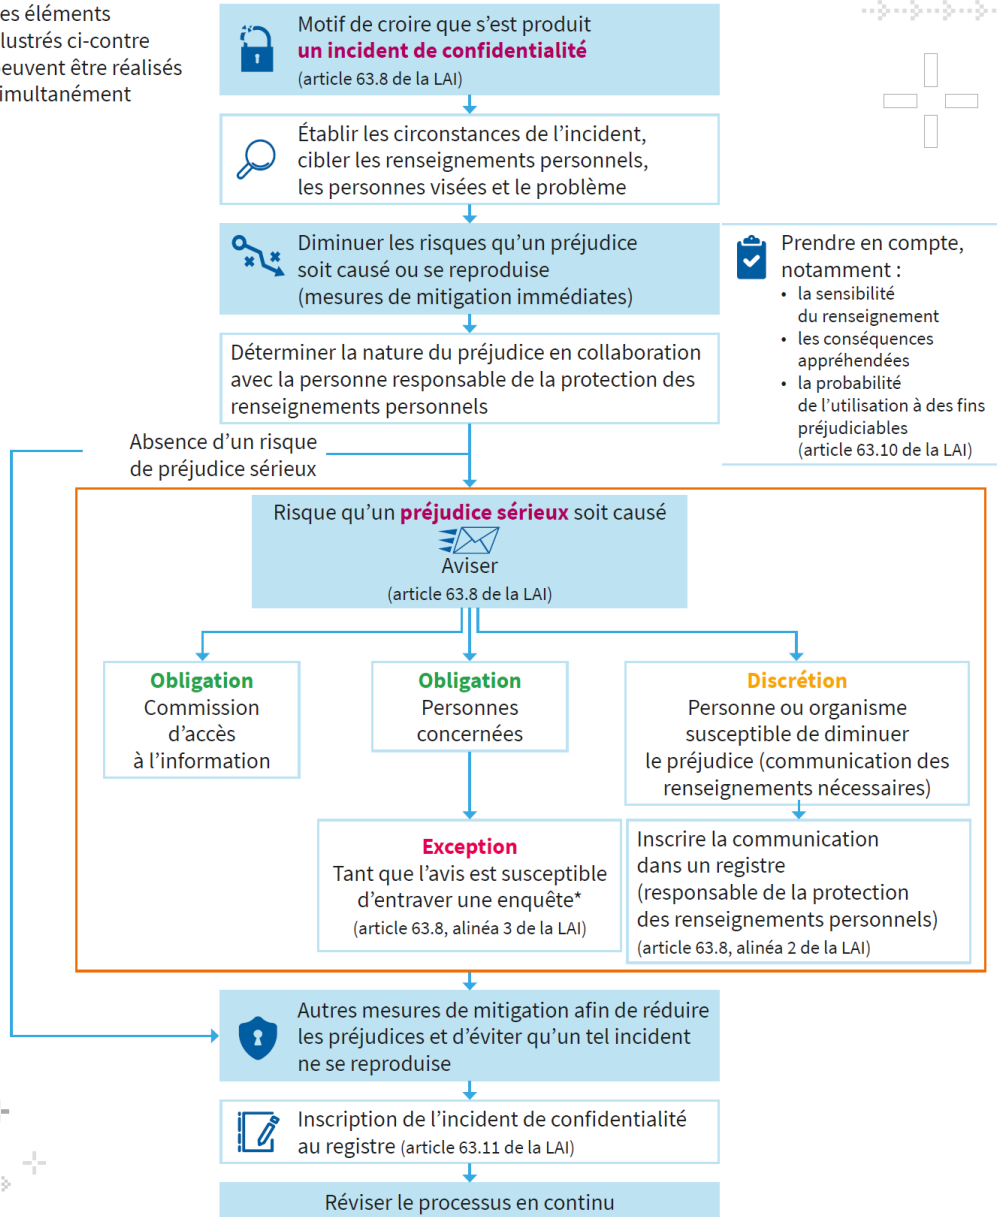 es éléments
lustrés ci-contre
euvent être réalisés
imultanément
Motif de croire que s’est produit
un incident de confidentialité
(article 63.8 de la LAI)
Établir les circonstances de l’incident,
cibler les renseignements personnels,
les personnes visées et le problème
Diminuer les risques qu’un préjudice
soit causé ou se reproduise
(mesures de mitigation immédiates)
Prendre en compte,
notamment :
• la sensibilité
du renseignement
• les conséquences
appréhendées
• la probabilité
de l’utilisation à des fins
préjudiciables
(article 63.10 de la LAI)
Déterminer la nature du préjudice en collaboration
avec la personne responsable de la protection des
renseignements personnels
Absence d’un risque
de préjudice sérieux
Risque qu’un préjudice sérieux soit causé
Aviser
(article 63.8 de la LAI)
Obligation
Commission
d’accès
à l’information
Obligation
Personnes
concernées
Discrétion
Personne ou organisme
susceptible de diminuer
le préjudice (communication des
renseignements nécessaires)
Exception
Tant que l’avis est susceptible
d’entraver une enquête*
(article 63.8, alinéa 3 de la LAI)
Inscrire la communication
dans un registre
(responsable de la protection
des renseignements personnels)
(article 63.8, alinéa 2 de la LAI)
Autres mesures de mitigation afin de réduire
les préjudices et d’éviter qu’un tel incident
ne se reproduise
Inscription de l’incident de confidentialité
au registre (article 63.11 de la LAI)
Réviser le processus en continu